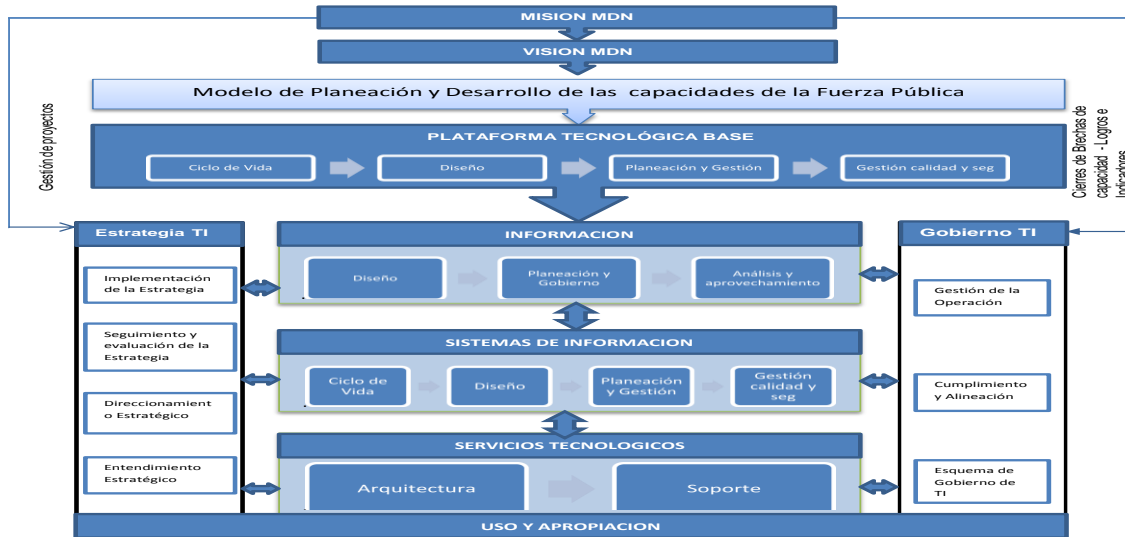 MISION MDN
VISION MDN
Modelo de Planeación y Desarrollo de las capacidades de la Fuerza Pública
PLATAFORMA TECNOLÓGICA BASE
Ciclo de Vida
Diseño
Planeación y Gestión
Gestión calidad y seg
Gestión de proyectos
Cierres de Brechas de
capacidad - Logros e
Indicadores
Estrategia TI
Implementación
de la Estrategia
Seguimiento y
evaluación de la
Estrategia
Direccionamient
o Estratégico
Entendimiento
Estratégico
INFORMACION
Diseño
Planeación y
Gobierno
Análisis y
aprovechamiento
SISTEMAS DE INFORMACION
Ciclo de
Vida
Diseño
Planeación
y Gestión
Gestión
calidad y
seg
SERVICIOS TECNOLOGICOS
Arquitectura
Soporte
Gobierno TI
Gestión de la
Operación
Cumplimiento
y Alineación
Esquema de
Gobierno de
TI
USO Y APROPIACION